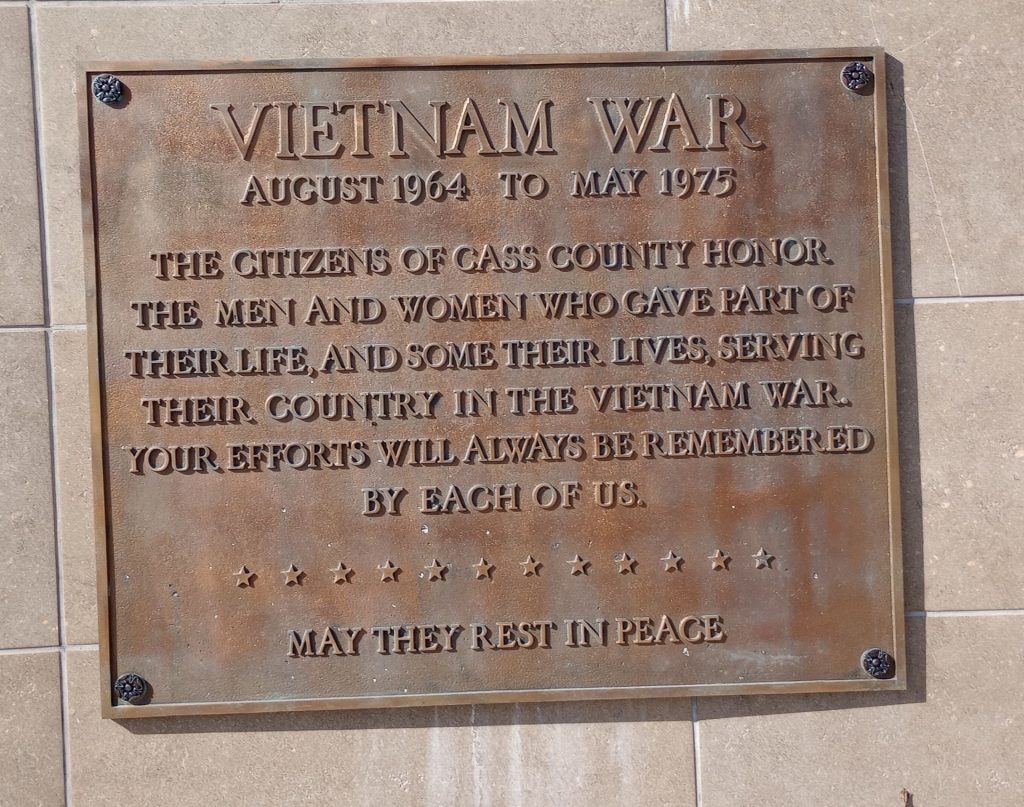 VIETNAM WAR
AUGUST 1964 TO MAY 1975
THE CITIZENS OF CASS COUNTY HONOR
THE MEN AND WOMEN WHO GAVE PART OF
THEIR LIFE, AND SOME THEIR LIVES, SERVING
THEIR COUNTRY IN THE VIETNAM WAR.
YOUR EFFORTS WILL ALWAYS BE REMEMBERED
BY EACH OF US.
MAY THEY REST IN PEACE